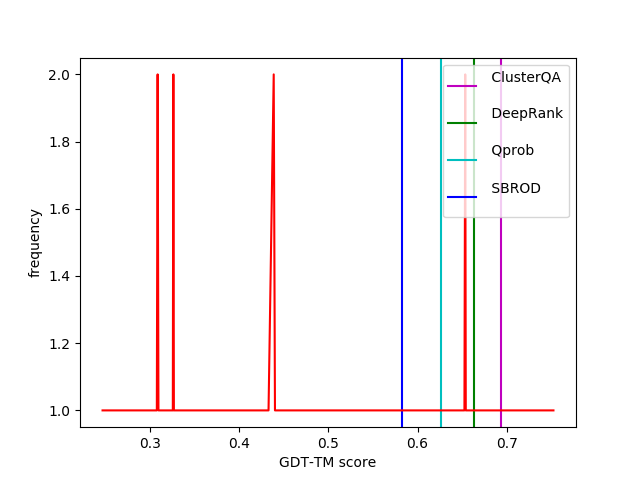 2.0
1.8
1.6
1.4
1.2
1.0
frequency
ClusterQA
DeepRank
Qprob
SBROD
0.3 0.4 0.5 0.6 0.7
GDT-TM score